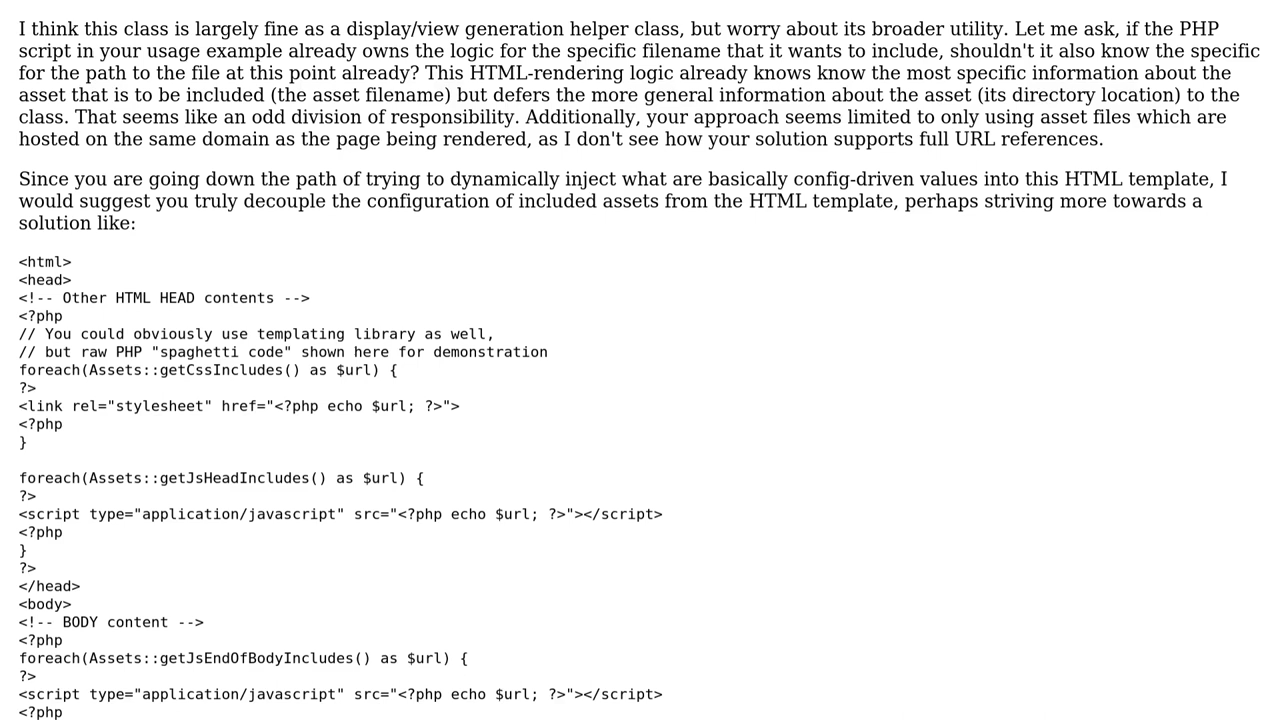 I think this class is largely fine as a display/view generation helper class, but worry about its broader utility. Let me ask, if the PHP
script in your usage example already owns the logic for the specific filename that it wants to include, shouldn't it also know the specific
for the path to the file at this point already? This HTML-rendering logic already knows know the most specific information about the
asset that is to be included (the asset filename) but defers the more general information about the asset (its directory location) to the
class. That seems like an odd division of responsibility. Additionally, your approach seems limited to only using asset files which are
hosted on the same domain as the page being rendered, as I don't see how your solution supports full URL references.
Since you are going down the path of trying to dynamically inject what are basically config-driven values into this HTML template, I
would suggest you truly decouple the configuration of included assets from the HTML template, perhaps striving more towards a
solution like:
<html>
<head>
<!-- Other HTML HEAD contents -->
<?php
// You could obviously use templating library as well,
// but raw PHP "spaghetti code" shown here for demonstration
foreach(Assets::getCssIncludes() as $url) {
?>
<link rel="stylesheet" href="<?php echo $url; ?>">
<?php
}
foreach(Assets::getJsHeadIncludes() as $url) {
?>
<script type="application/javascript" src="<?php echo $url; ?>"></script>
<?php
}
?>
</head>
<body>
<!-- BODY content -->
<?php
foreach(Assets::getJsEndOfBodyIncludes() as $url) {
?>
<script type="application/javascript" src="<?php echo $url; ?>"></script>
<?php